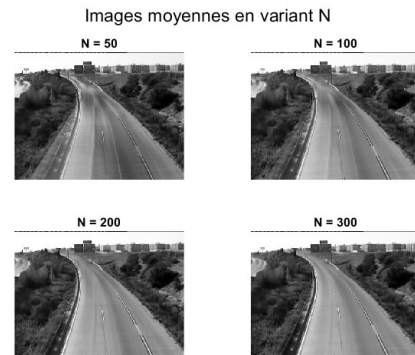 Images moyennes en variant N
N = 50
N = 100
N = 200
N = 300